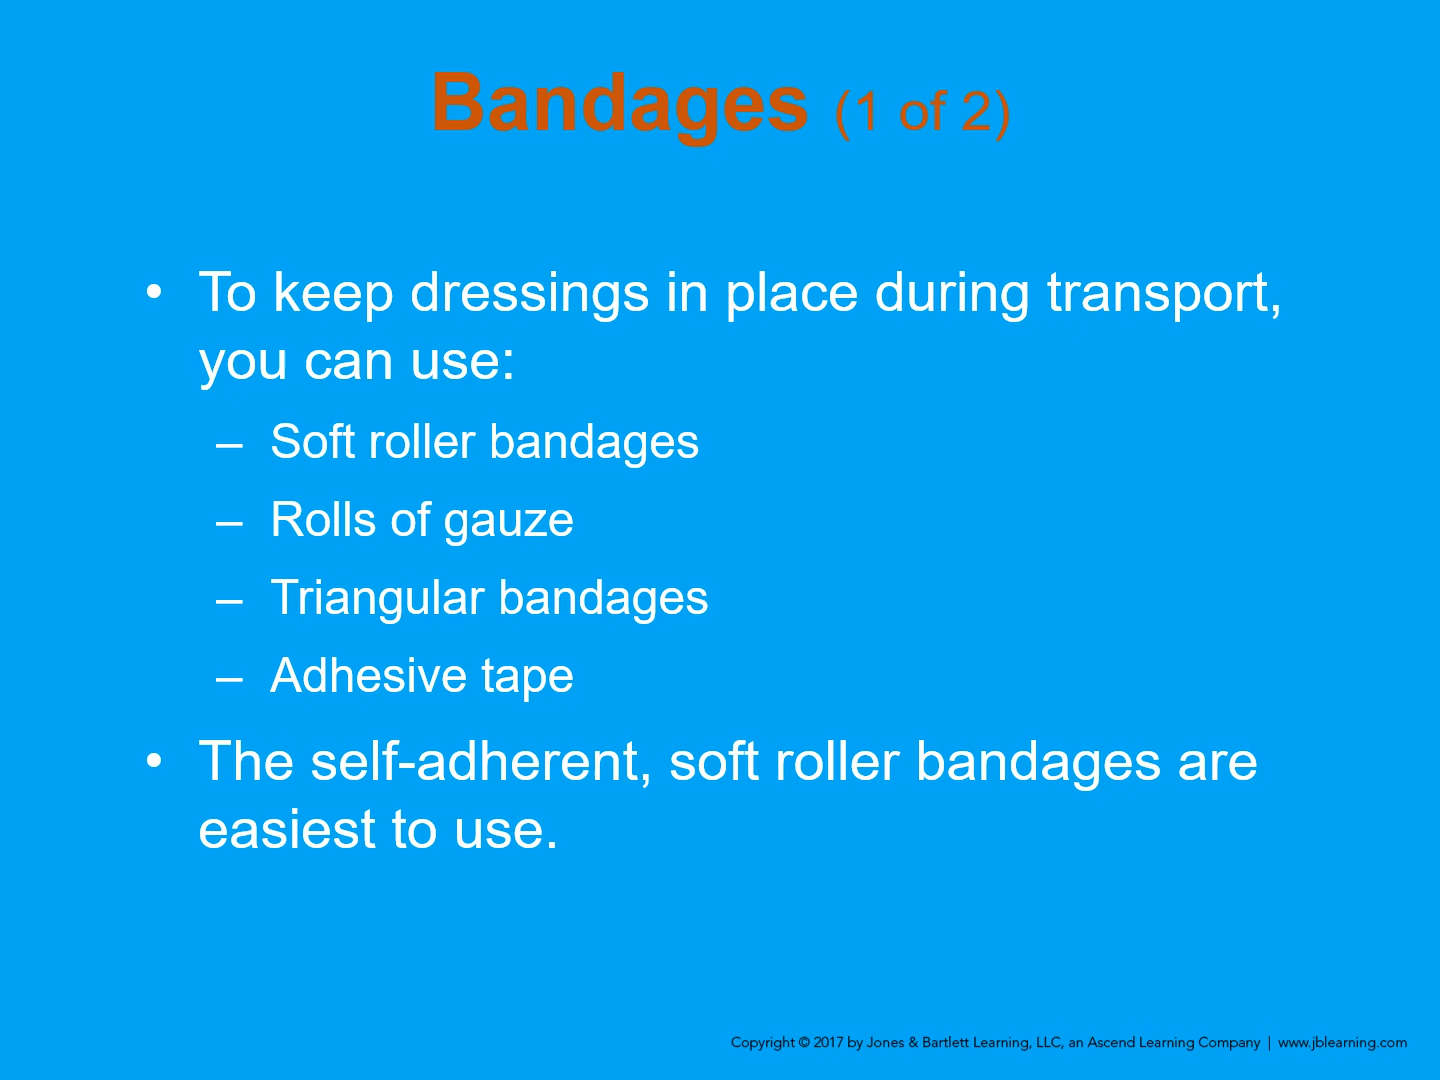 Bandages (1 of 2)
• To keep dressings in place during transport,
you can use:
– Soft roller bandages
– Rolls of gauze
– Triangular bandages
– Adhesive tape
• The self-adherent, soft roller bandages are
easiest to use.
Copyright © 2017 by Jones & Bartlett Learning, LLC, an Ascend Learning Company | www.jblearning.com